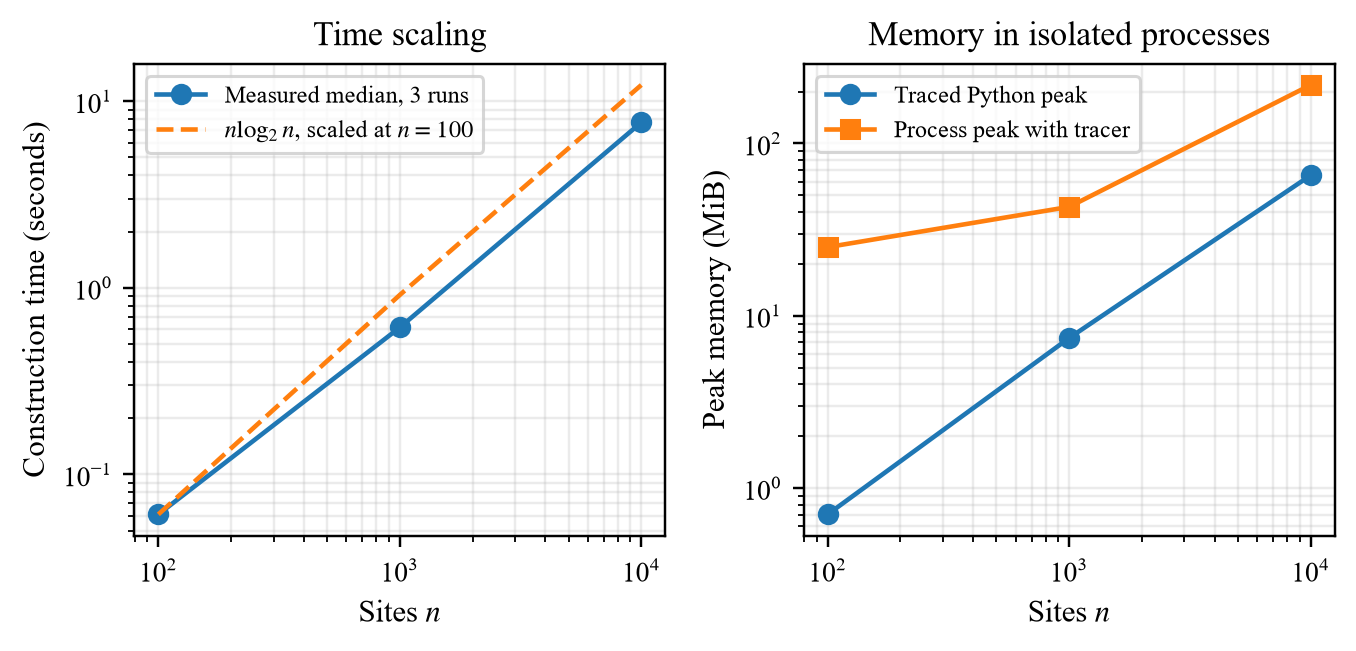 Time scaling
Measured median, 3 runs
n log₂ n, scaled at n = 100
10¹
10⁰
10⁻¹
Construction time (seconds)
10² 10³ 10⁴
Sites n
Memory in isolated processes
Traced Python peak
Process peak with tracer
10²
10¹
10⁰
Peak memory (MiB)
10² 10³ 10⁴
Sites n